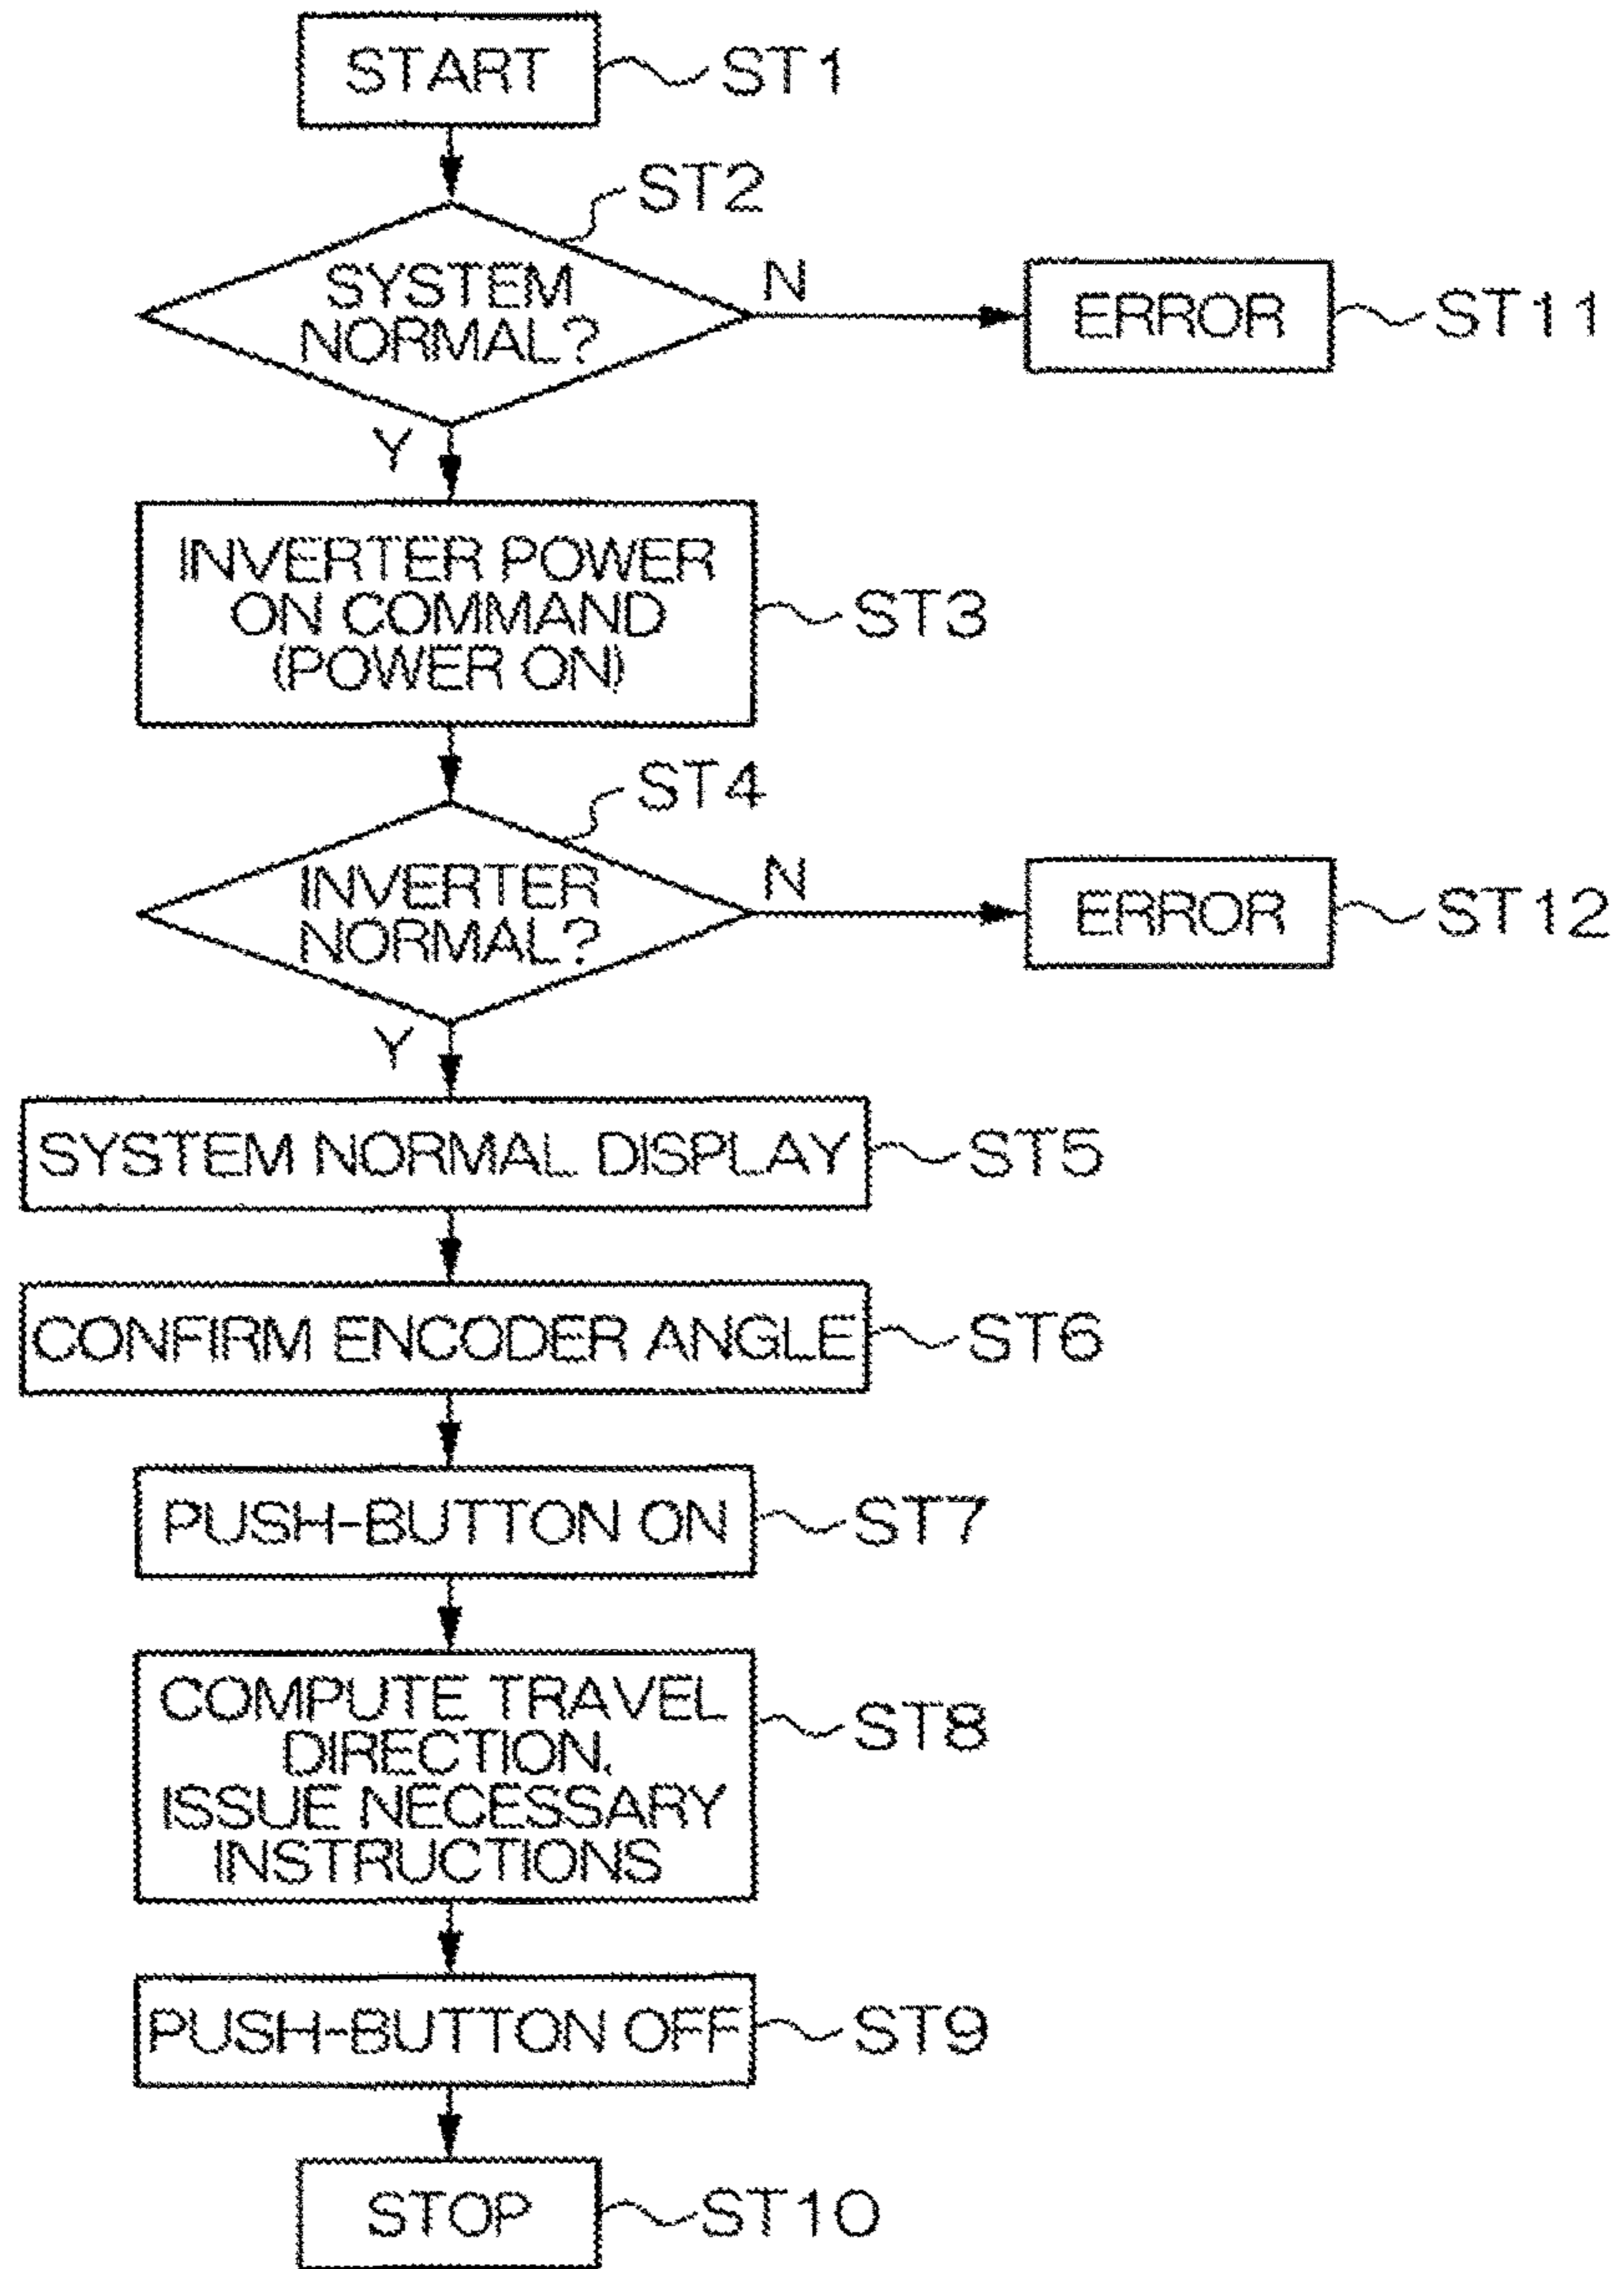 START ST1
ST2
SYSTEM
NORMAL?
N
ERROR ST11
Y
INVERTER POWER
ON COMMAND
(POWER ON)
ST3
ST4
INVERTER
NORMAL?
N
ERROR ST12
Y
SYSTEM NORMAL DISPLAY ST5
CONFIRM ENCODER ANGLE ST6
PUSH-BUTTON ON ST7
COMPUTE TRAVEL
DIRECTION,
ISSUE NECESSARY
INSTRUCTIONS
ST8
PUSH-BUTTON OFF ST9
STOP ST10